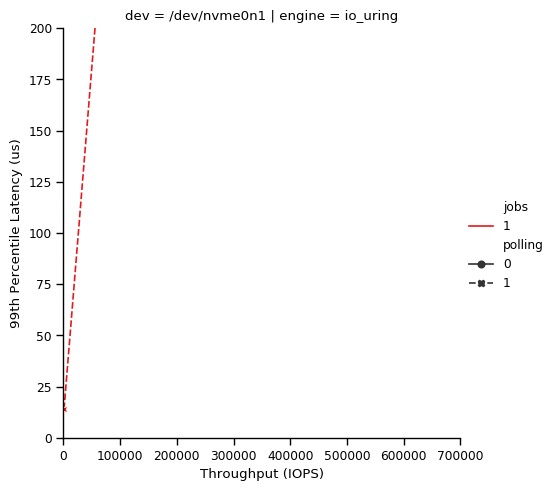 dev = /dev/nvme0n1 | engine = io_uring
200
175
150
125
100
75
50
25
0
99th Percentile Latency (us)
0 100000 200000 300000 400000 500000 600000 700000
Throughput (IOPS)
jobs
1
polling
0
1